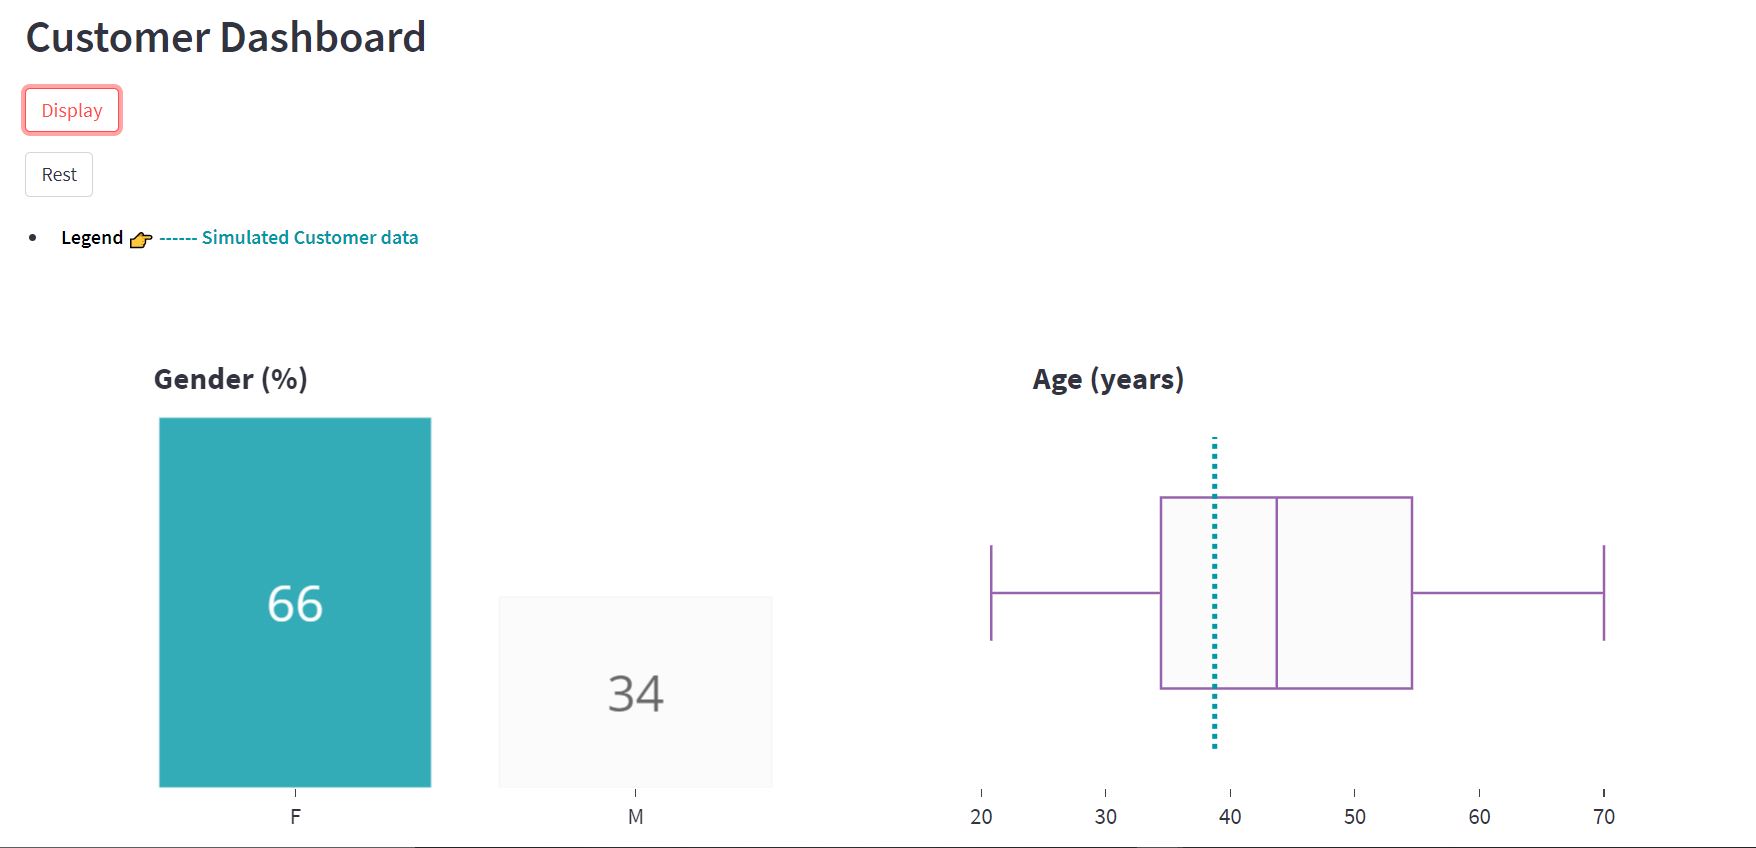 Customer Dashboard
Display
Rest
Legend 👉 ------ Simulated Customer data
Gender (%)
66
34
F M
Age (years)
20 30 40 50 60 70